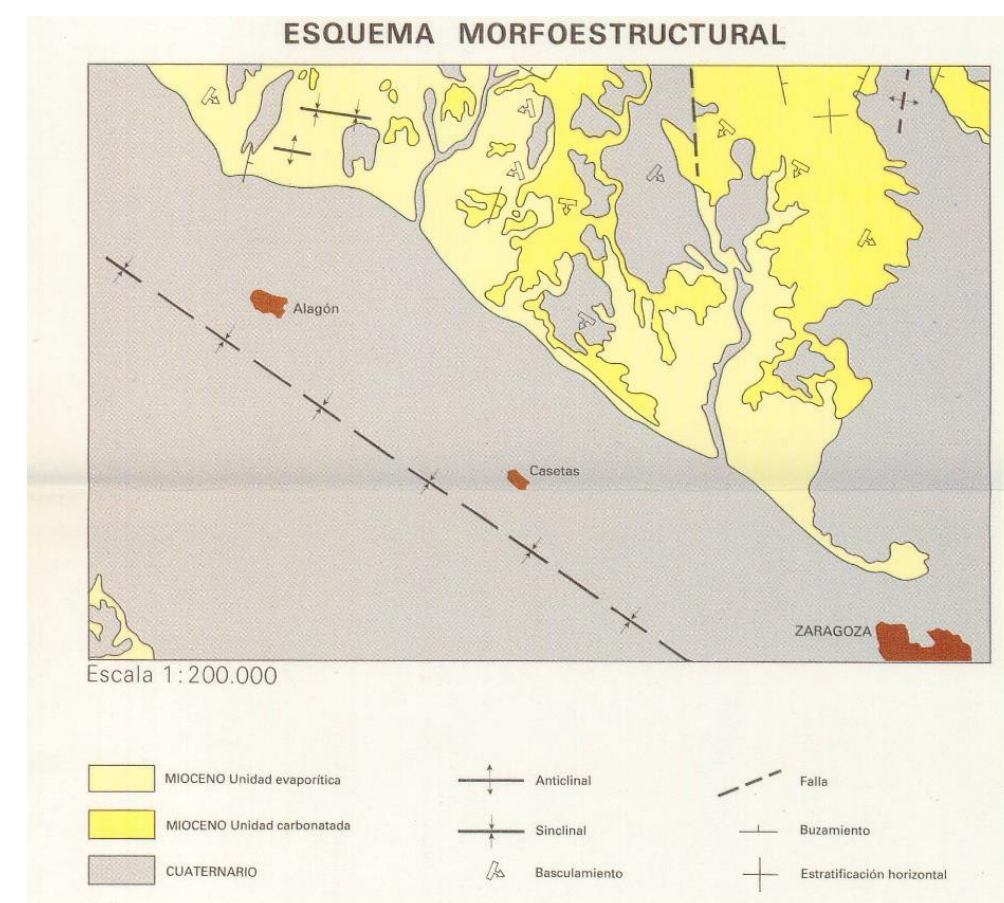 ESQUEMA MORFOESTRUCTURAL
Alagón
Casetas
ZARAGOZA
Escala 1:200.000
MIOCENO Unidad evaporítica
Anticlinal
Falla
MIOCENO Unidad carbonatada
Sinclinal
Buzamiento
CUATERNARIO
Basculamiento
Estratificación horizontal